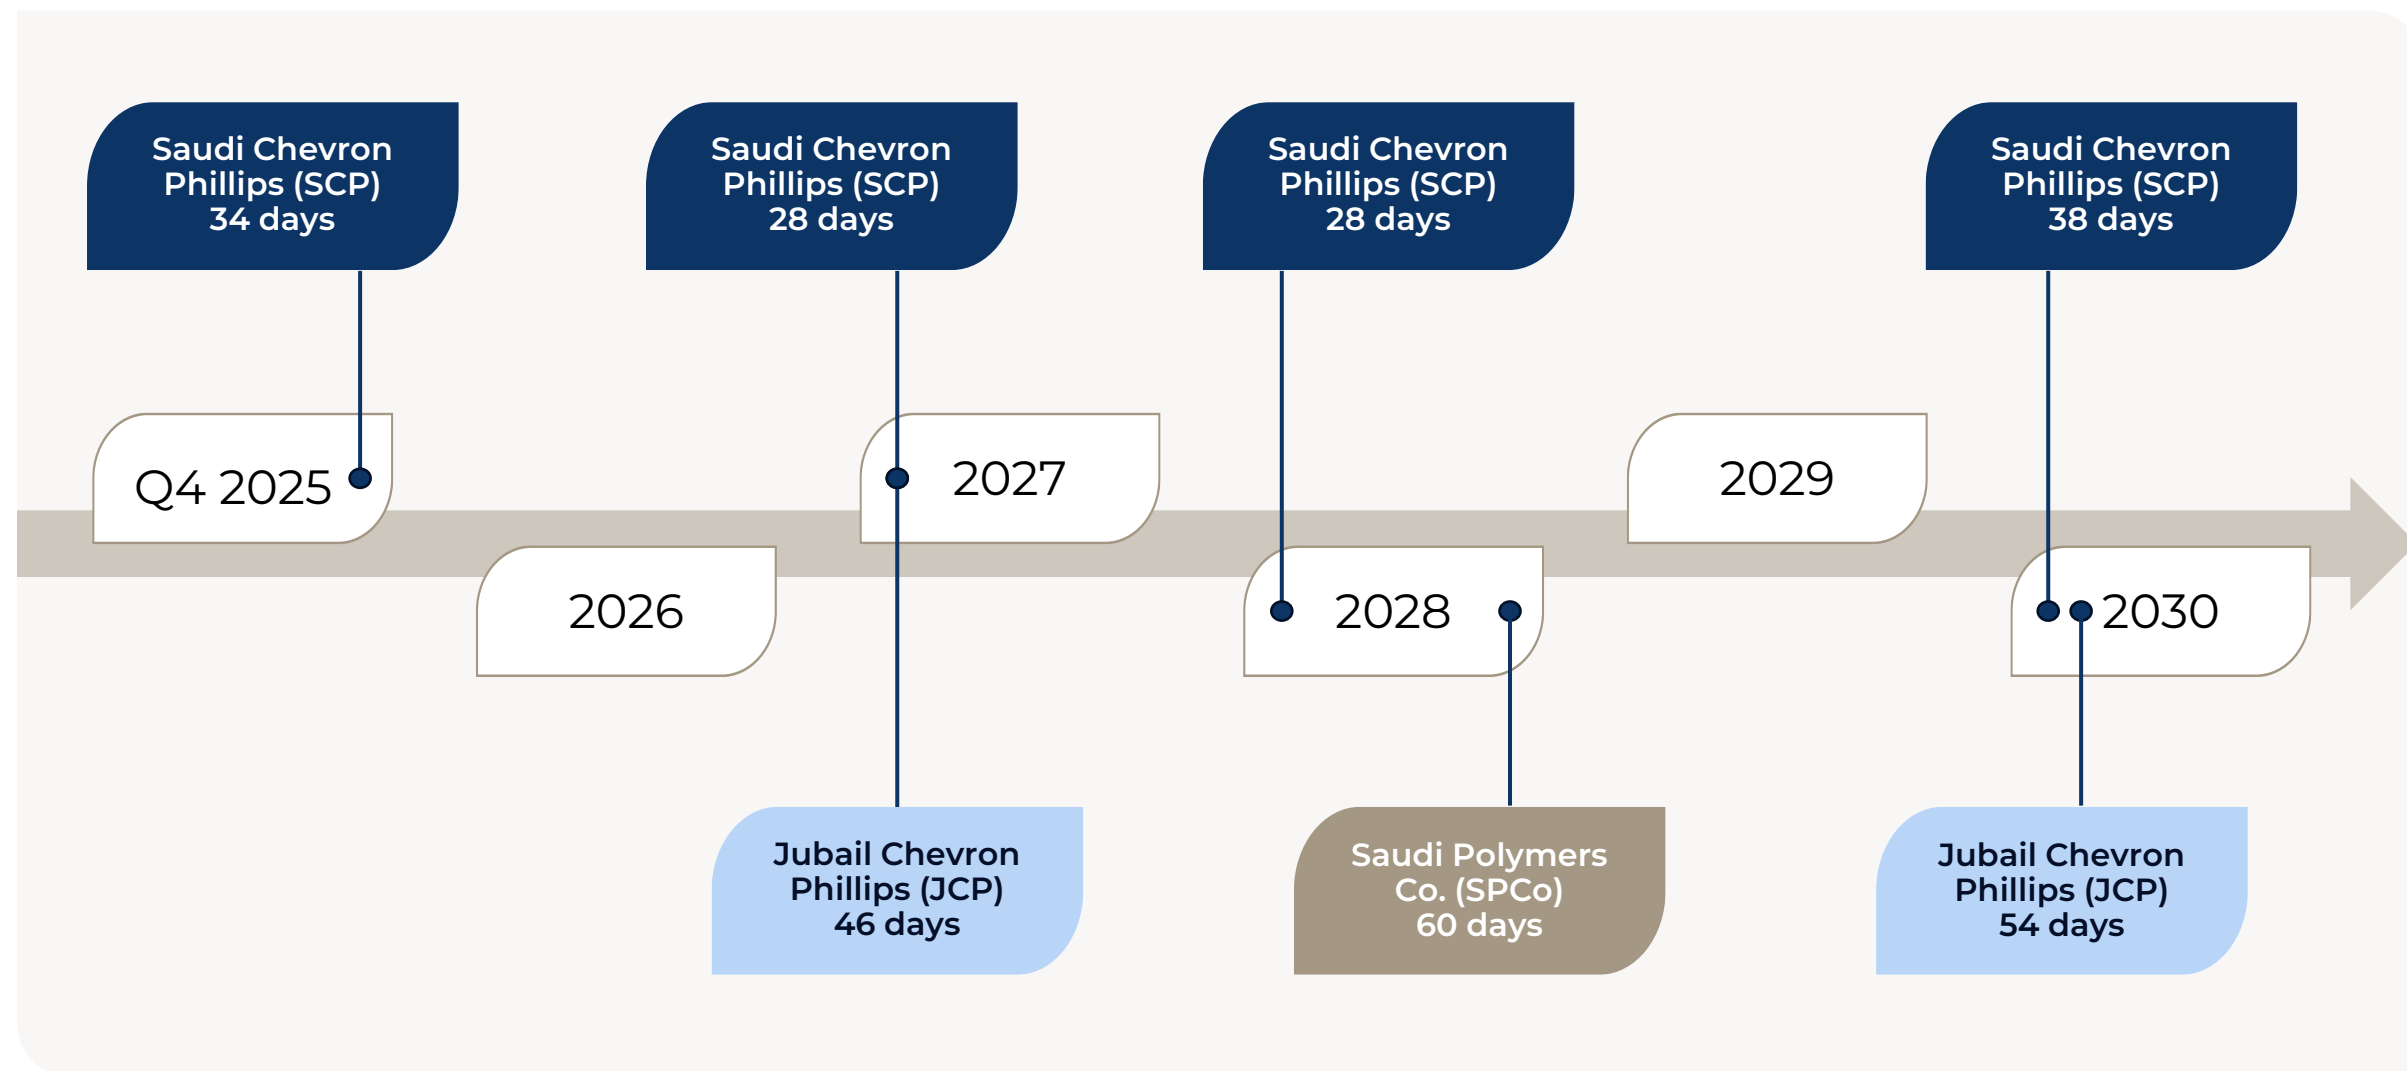 Saudi Chevron
Phillips (SCP)
34 days
Saudi Chevron
Phillips (SCP)
28 days
Saudi Chevron
Phillips (SCP)
28 days
Saudi Chevron
Phillips (SCP)
38 days
Q4 2025
2026
2027
2028
2029
2030
Jubail Chevron
Phillips (JCP)
46 days
Saudi Polymers
Co. (SPCo)
60 days
Jubail Chevron
Phillips (JCP)
54 days